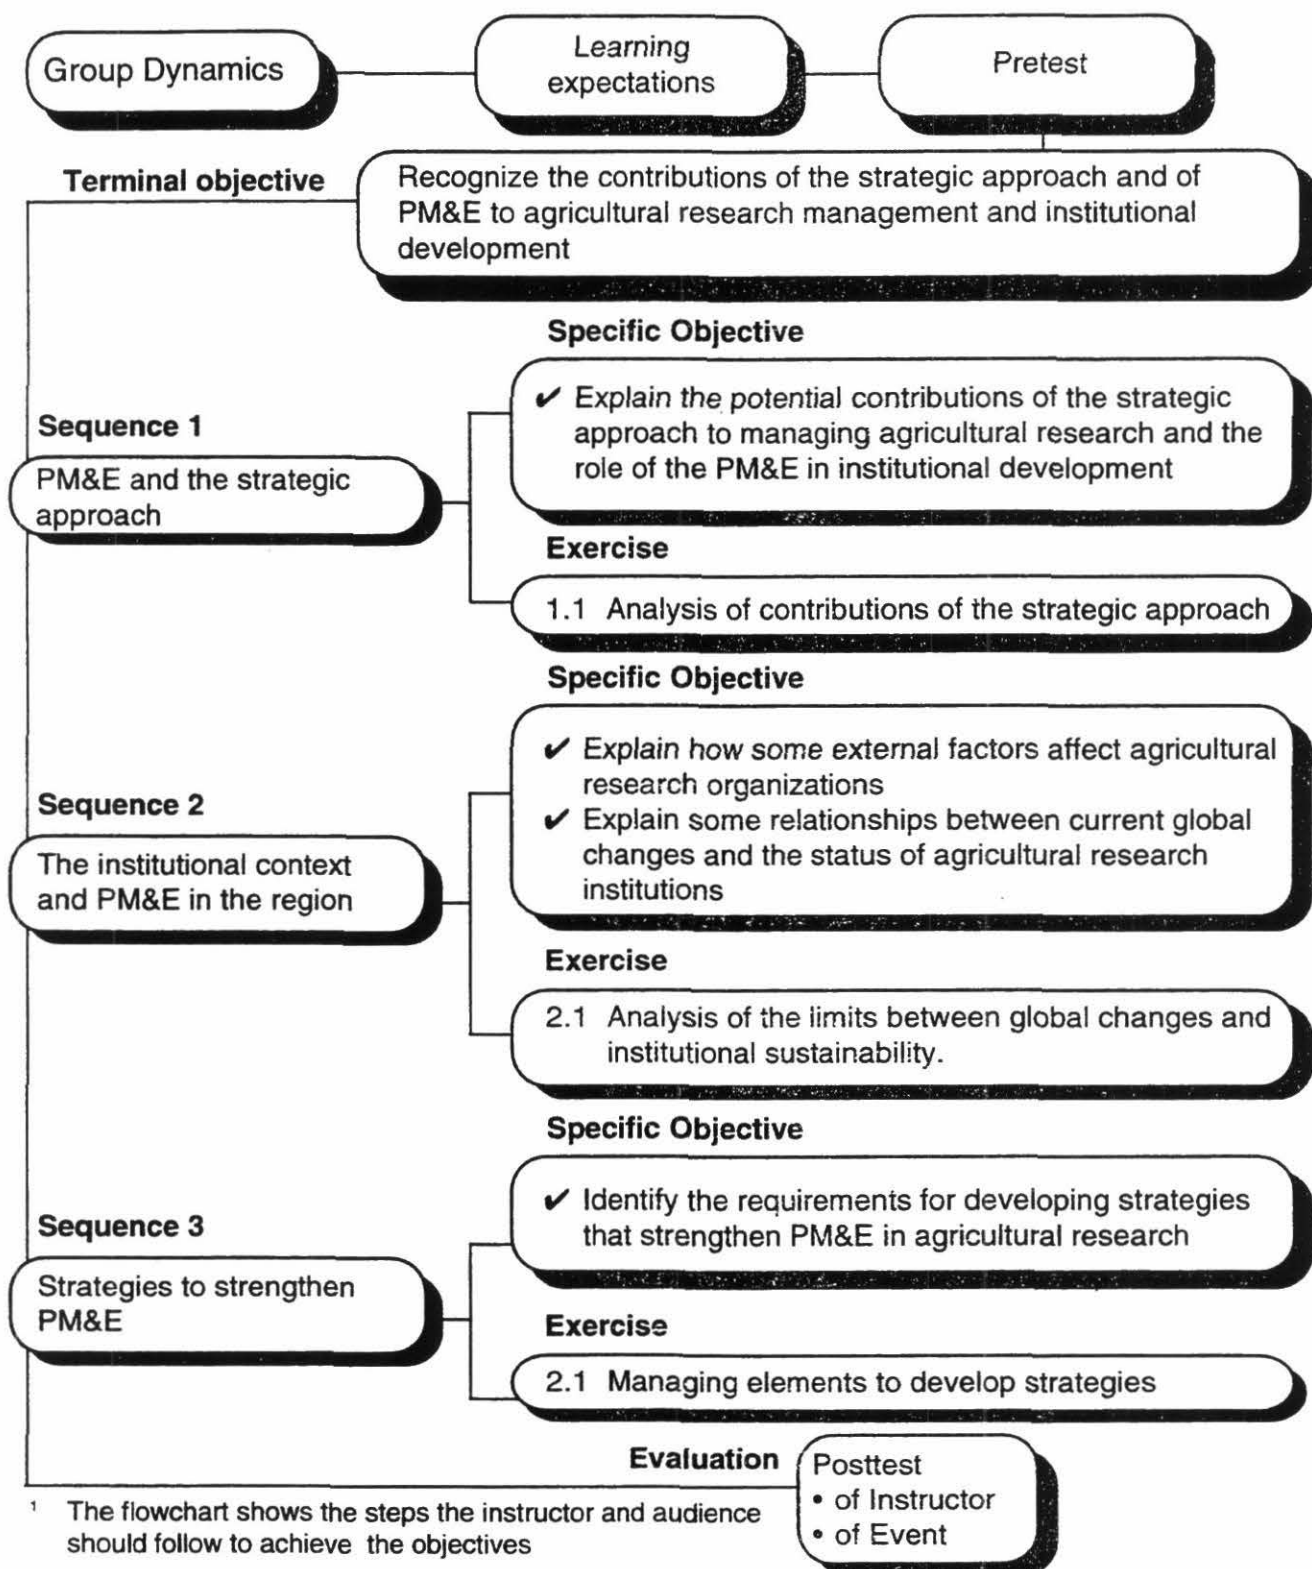 Group Dynamics
Learning
expectations
Pretest
Terminal objective
Recognize the contributions of the strategic approach and of
PM&E to agricultural research management and institutional
development
Specific Objective
✔ Explain the potential contributions of the strategic
approach to managing agricultural research and the
role of the PM&E in institutional development
Sequence 1
PM&E and the strategic
approach
Exercise
1.1 Analysis of contributions of the strategic approach
Specific Objective
✔ Explain how some external factors affect agricultural
research organizations
✔ Explain some relationships between current global
changes and the status of agricultural research
institutions
Sequence 2
The institutional context
and PM&E in the region
Exercise
2.1 Analysis of the limits between global changes and
institutional sustainability.
Specific Objective
✔ Identify the requirements for developing strategies
that strengthen PM&E in agricultural research
Sequence 3
Strategies to strengthen
PM&E
Exercise
2.1 Managing elements to develop strategies
Evaluation
Posttest
• of Instructor
• of Event
1 The flowchart shows the steps the instructor and audience
should follow to achieve the objectives